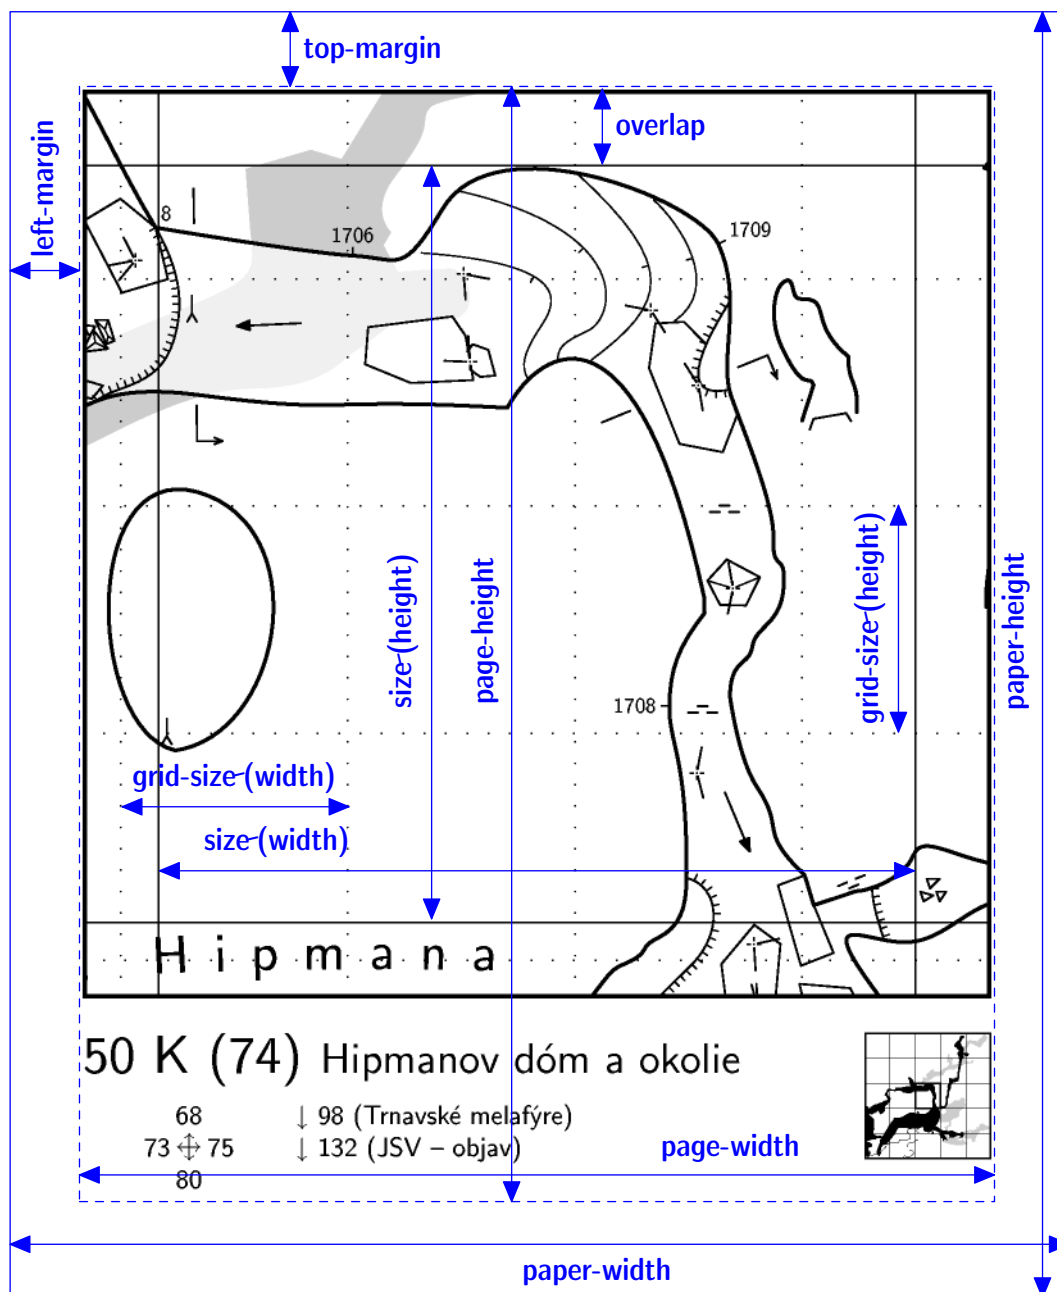 top-margin
overlap
left-margin
8
1706
1709
size (height)
page-height
grid-size (height)
paper-height
1708
grid-size (width)
size (width)
Hipmana
50 K (74) Hipmanov dóm a okolie
68 ↓ 98 (Trnavské melafýre)
73 75 ↓ 132 (JSV – objav)
80
page-width
paper-width